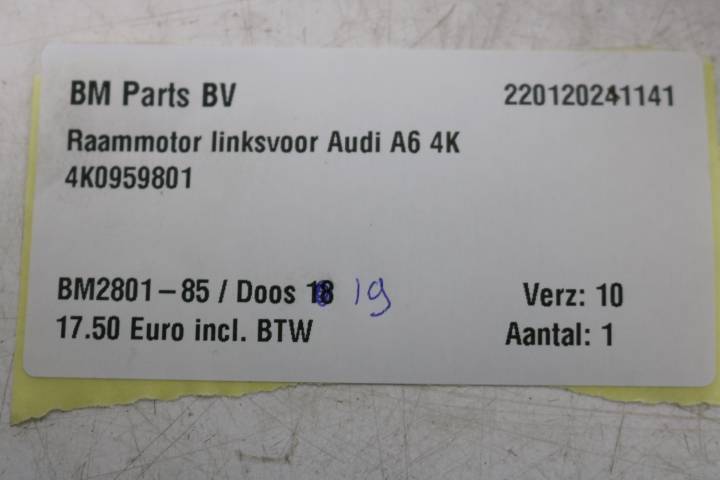 BM Parts BV 220120241141
Raammotor linksvoor Audi A6 4K
4K0959801
BM2801-85 / Doos 18 19 Verz: 10
17.50 Euro incl. BTW Aantal: 1